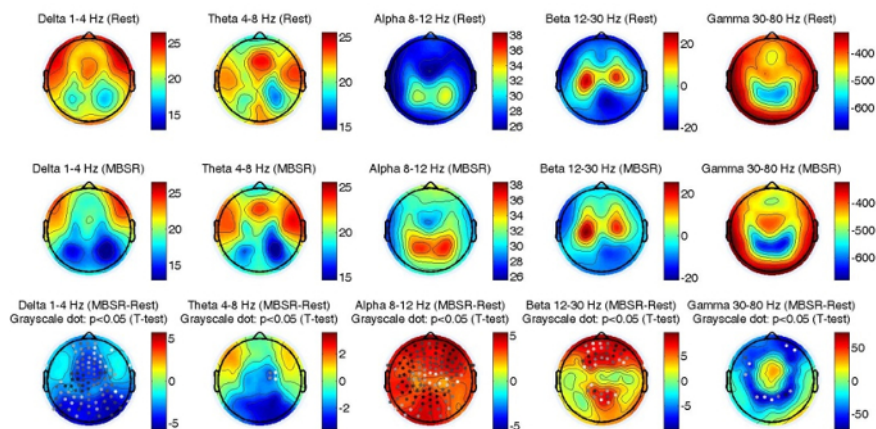 Delta 1-4 Hz (Rest)
Theta 4-8 Hz (Rest)
Alpha 8-12 Hz (Rest)
Beta 12-30 Hz (Rest)
Gamma 30-80 Hz (Rest)
25
20
15
25
20
15
38
36
34
32
30
28
26
20
0
-20
-400
-600
Delta 1-4 Hz (MBSR)
Theta 4-8 Hz (MBSR)
Alpha 8-12 Hz (MBSR)
Beta 12-30 Hz (MBSR)
Gamma 30-80 Hz (MBSR)
25
20
15
25
20
15
38
36
34
32
30
28
26
20
0
-20
-400
-600
Delta 1-4 Hz (MBSR-Rest)
Grayscale dot: p<0.05 (T-test)
Theta 4-8 Hz (MBSR-Rest)
Grayscale dot: p<0.05 (T-test)
Alpha 8-12 Hz (MBSR-Rest)
Grayscale dot: p<0.05 (T-test)
Beta 12-30 Hz (MBSR-Rest)
Grayscale dot: p<0.05 (T-test)
Gamma 30-80 Hz (MBSR-Rest)
Grayscale dot: p<0.05 (T-test)
5
0
-5
2
0
-2
5
0
-5
5
0
-5
50
0
-50